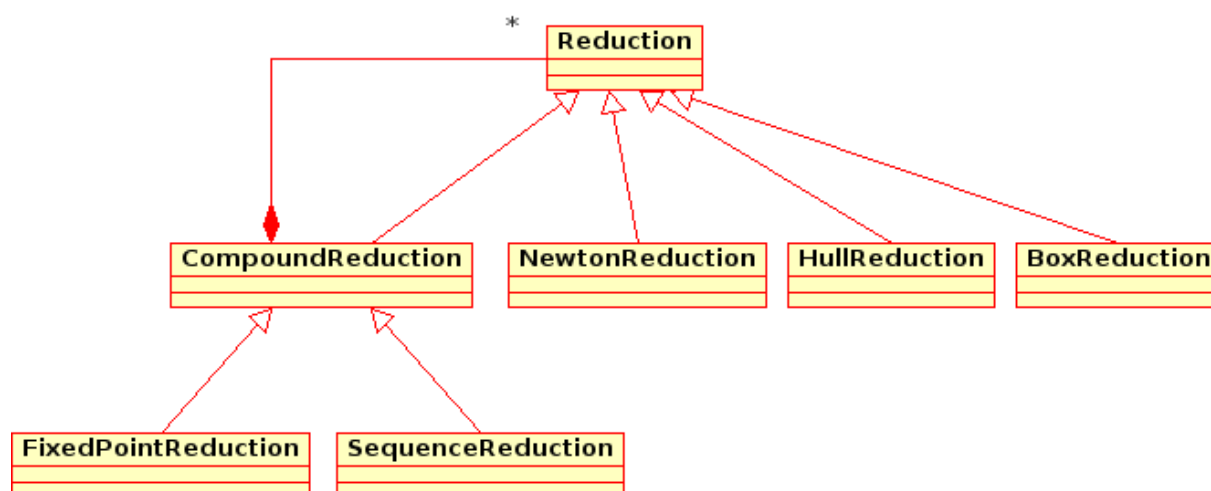 *
Reduction
CompoundReduction
NewtonReduction
HullReduction
BoxReduction
FixedPointReduction
SequenceReduction